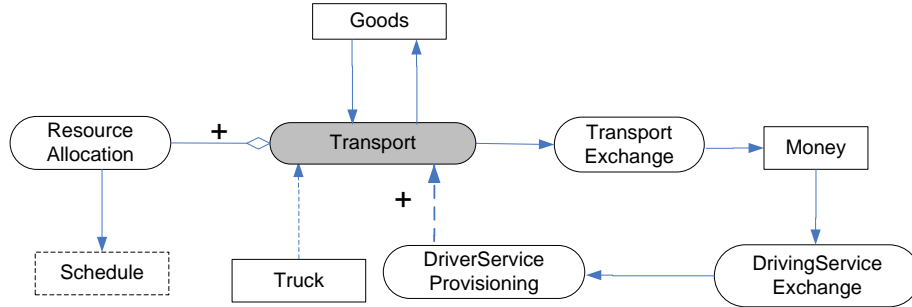 Goods
Resource
Allocation
+
Transport
Transport
Exchange
Money
+
Schedule
Truck
DriverService
Provisioning
DrivingService
Exchange